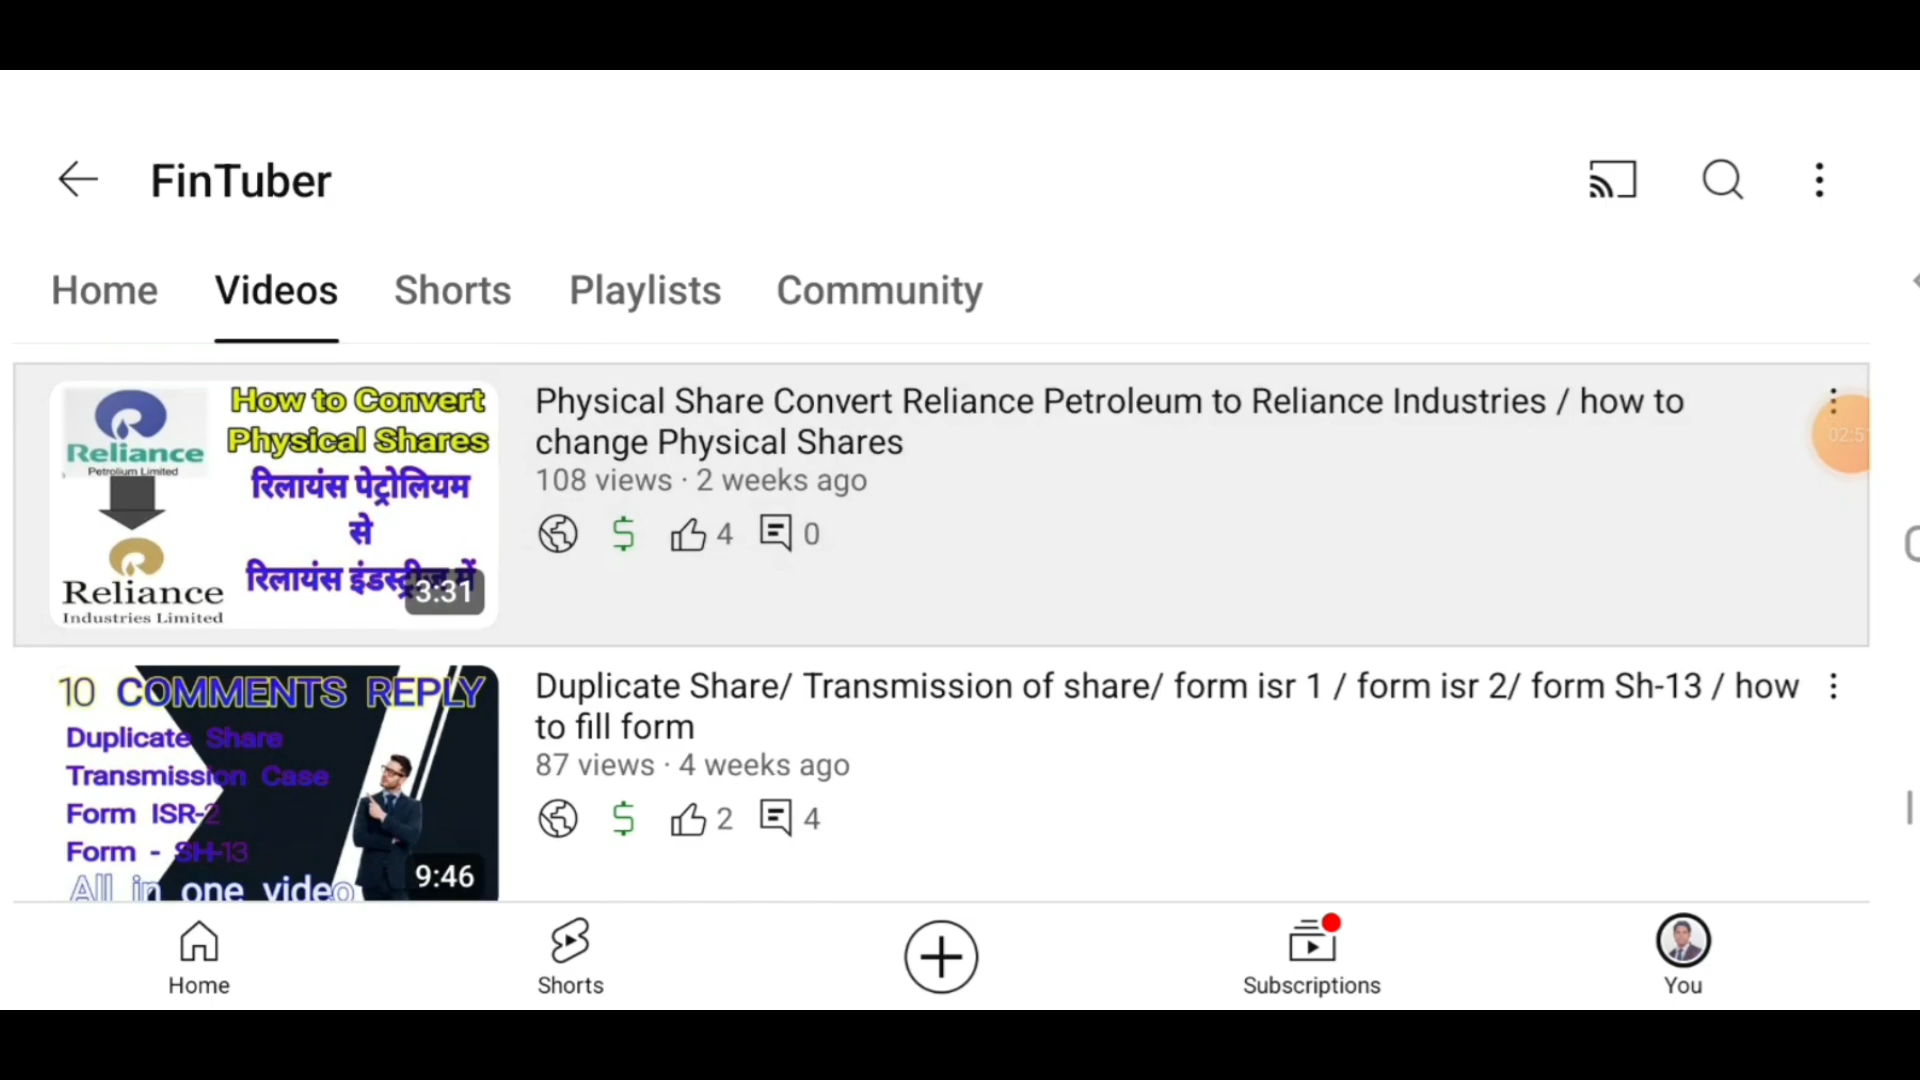 FinTuber
Home Videos Shorts Playlists Community
Reliance
Petrolium Limited
Reliance
Industries Limited
How to Convert
Physical Shares
रिलायंस पेट्रोलियम
से
रिलायंस इंडस्ट्रीज में
3:31
Physical Share Convert Reliance Petroleum to Reliance Industries / how to
change Physical Shares
108 views · 2 weeks ago
4 0
02:5
10 COMMENTS REPLY
Duplicate Share
Transmission Case
Form ISR-2
Form - SH-13
All in one video
9:46
Duplicate Share/ Transmission of share/ form isr 1 / form isr 2/ form Sh-13 / how
to fill form
87 views · 4 weeks ago
2 4
Home Shorts Subscriptions You